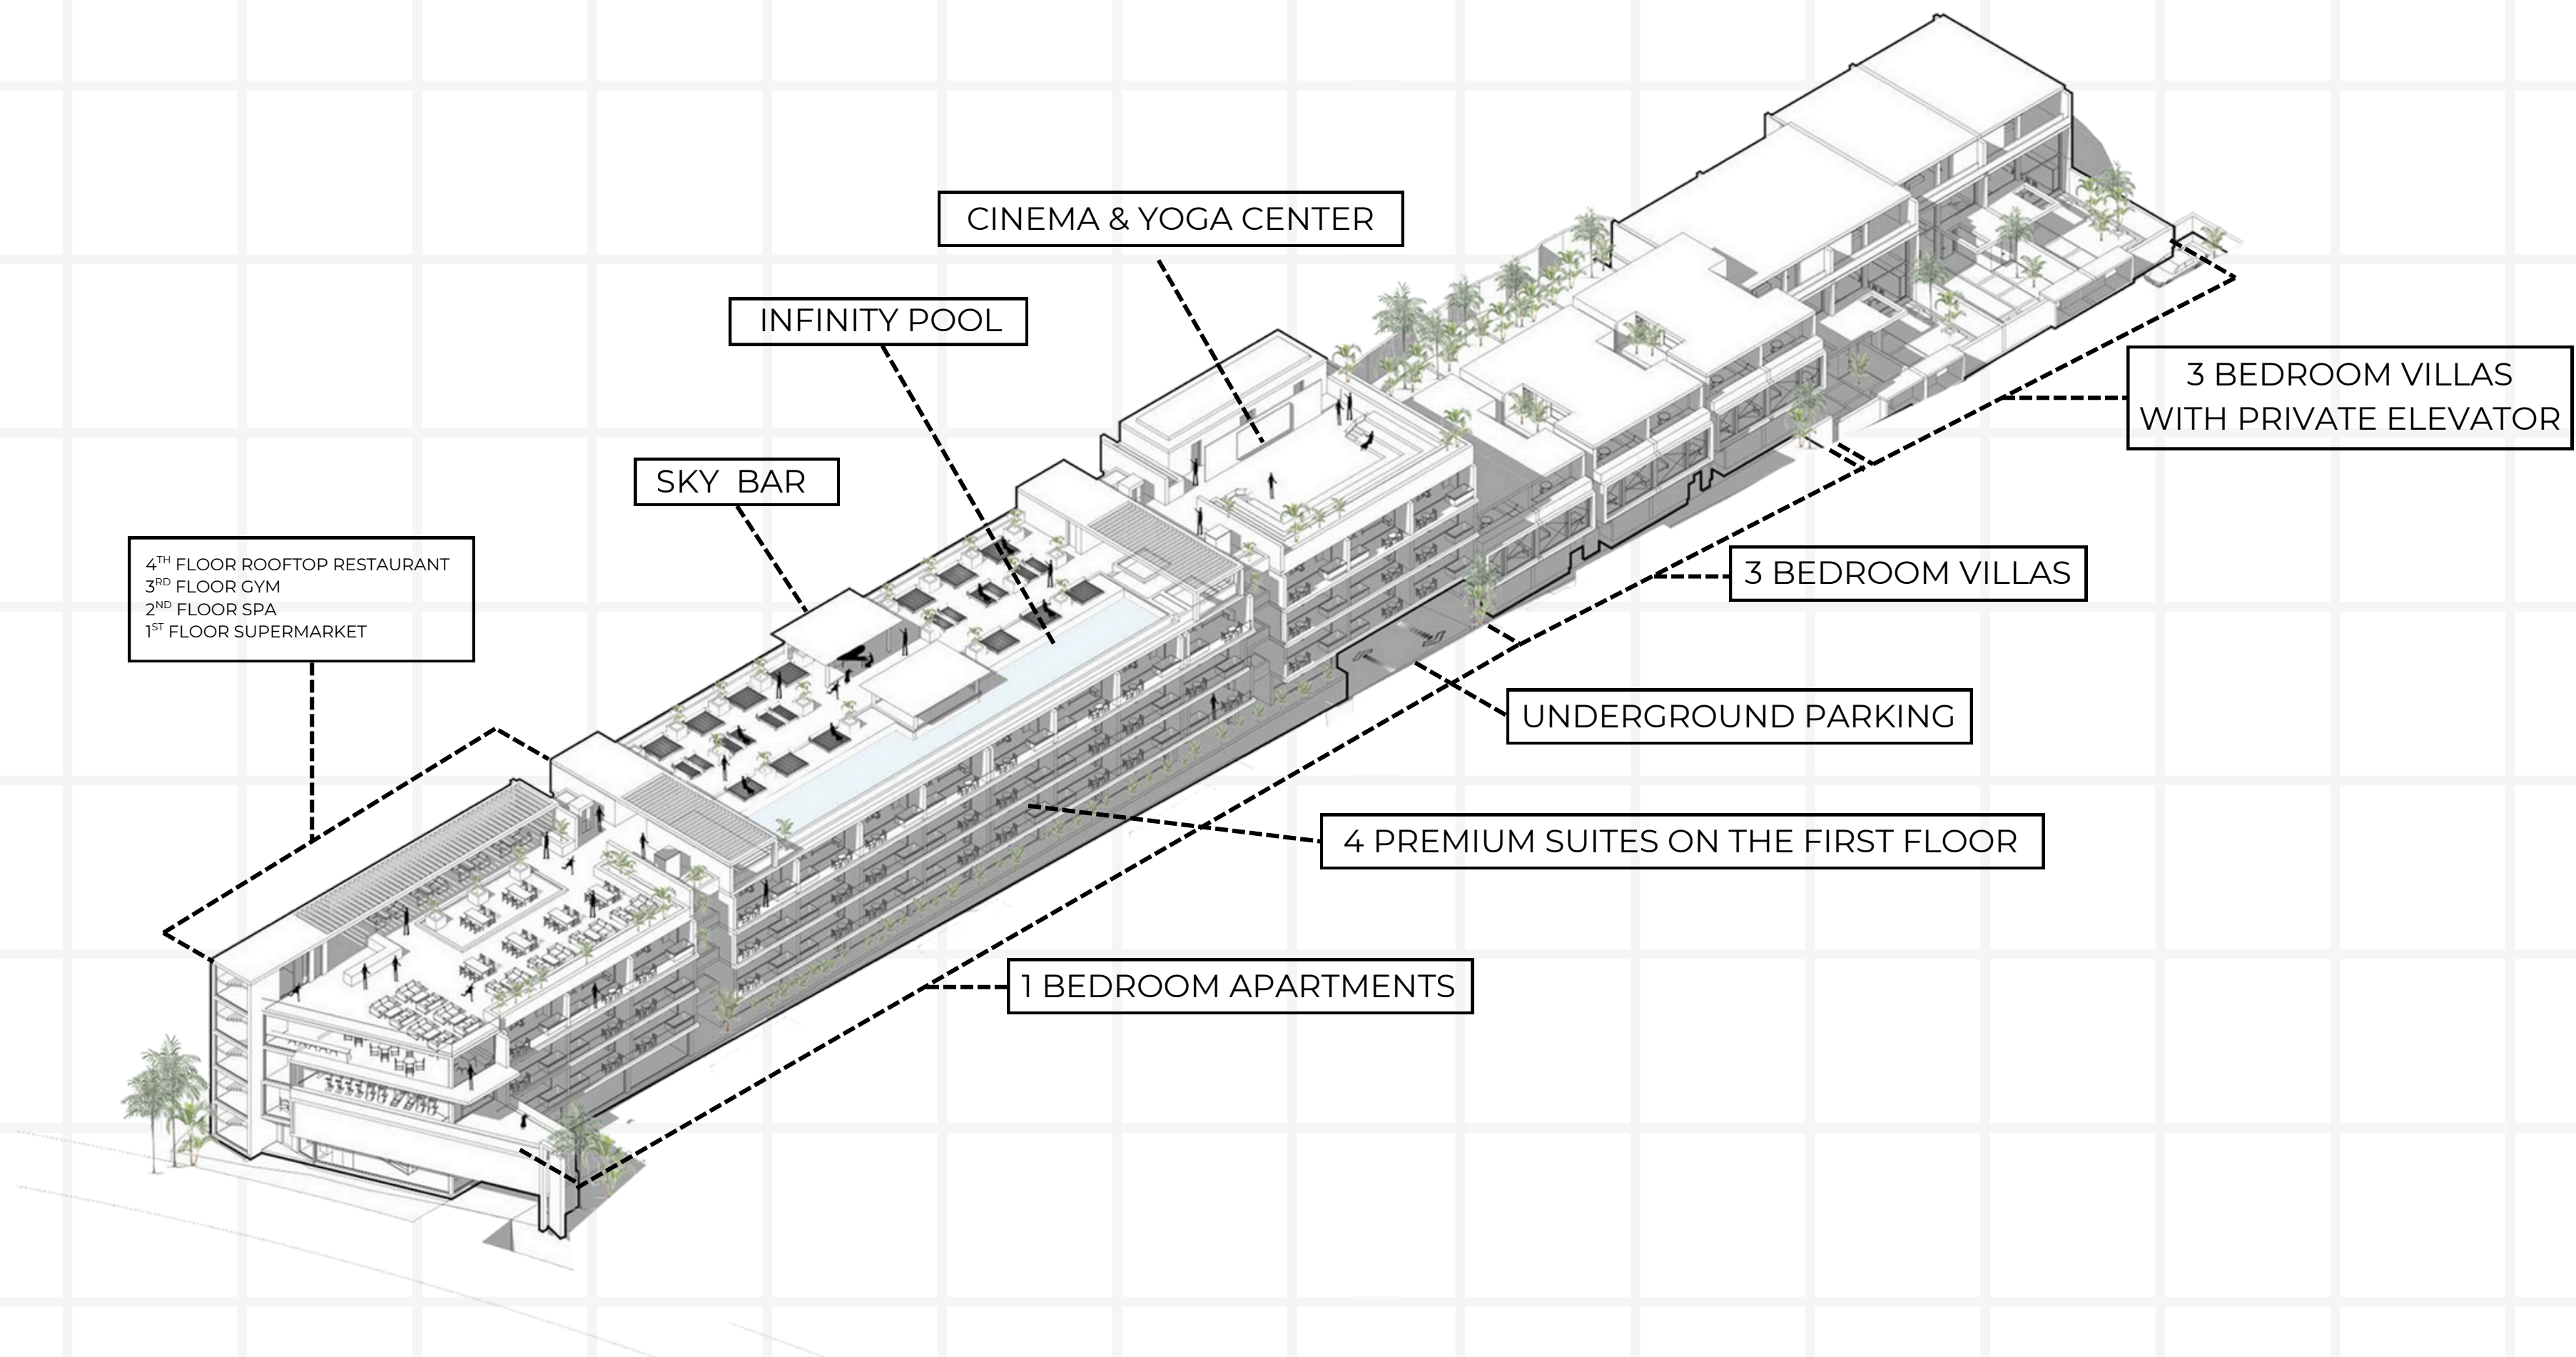 CINEMA & YOGA CENTER
INFINITY POOL
3 BEDROOM VILLAS
WITH PRIVATE ELEVATOR
SKY BAR
4TH FLOOR ROOFTOP RESTAURANT
3RD FLOOR GYM
2ND FLOOR SPA
1ST FLOOR SUPERMARKET
3 BEDROOM VILLAS
UNDERGROUND PARKING
4 PREMIUM SUITES ON THE FIRST FLOOR
1 BEDROOM APARTMENTS